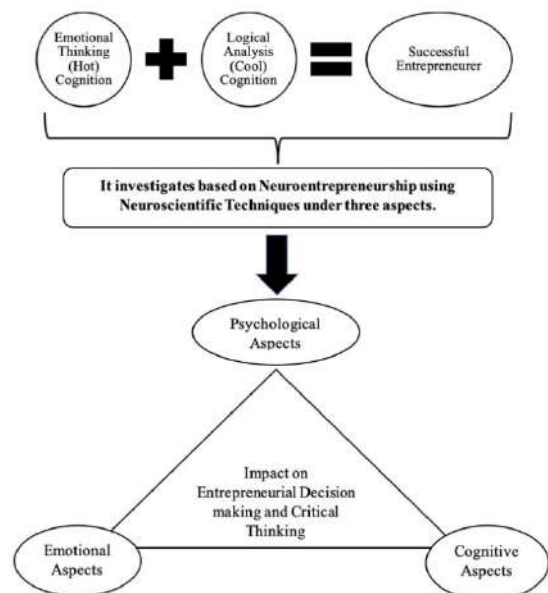 Emotional
Thinking
(Hot)
Cognition
Logical
Analysis
(Cool)
Cognition
Successful
Entrepreneurer
It investigates based on Neuroentrepreneurship using
Neuroscientific Techniques under three aspects.
Psychological
Aspects
Impact on
Entrepreneurial Decision
making and Critical
Thinking
Emotional
Aspects
Cognitive
Aspects